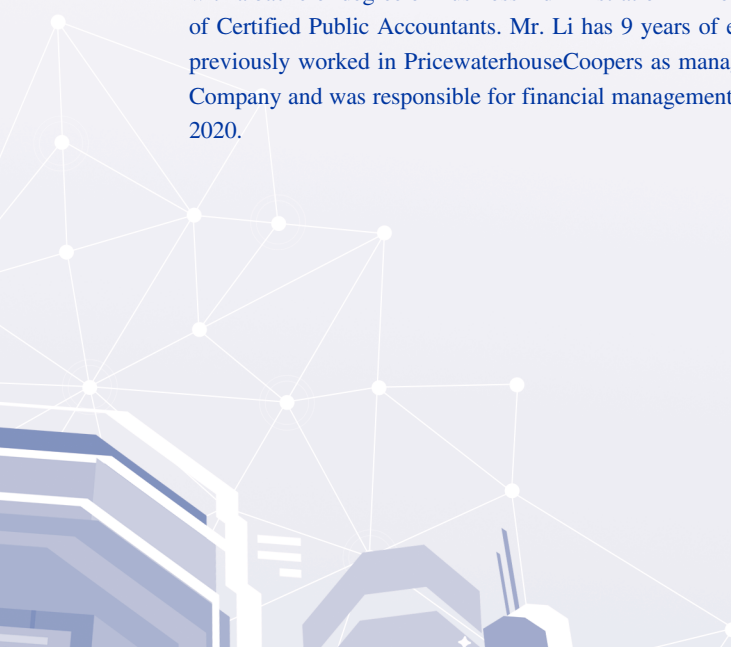 of Certified Public Accountants. Mr. Li has 9 years of
previously worked in PricewaterhouseCoopers as
Company and was responsible for financial management
2020.